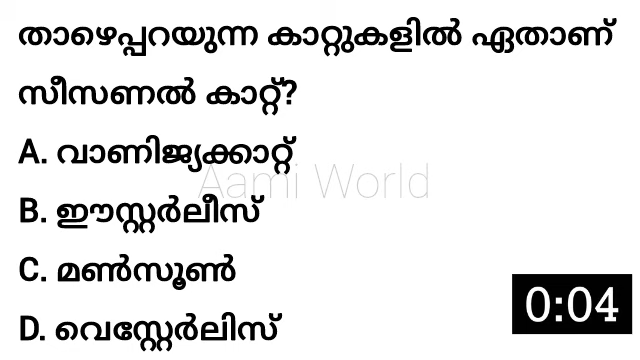 താഴെപ്പറയുന്ന കാറ്റുകളിൽ ഏതാണ്
സീസണൽ കാറ്റ്?
A. വാണിജ്യക്കാറ്റ്
Aami World
B. ഈസ്റ്റർലീസ്
C. മൺസൂൺ
0:04
D. വെസ്റ്റേർലിസ്